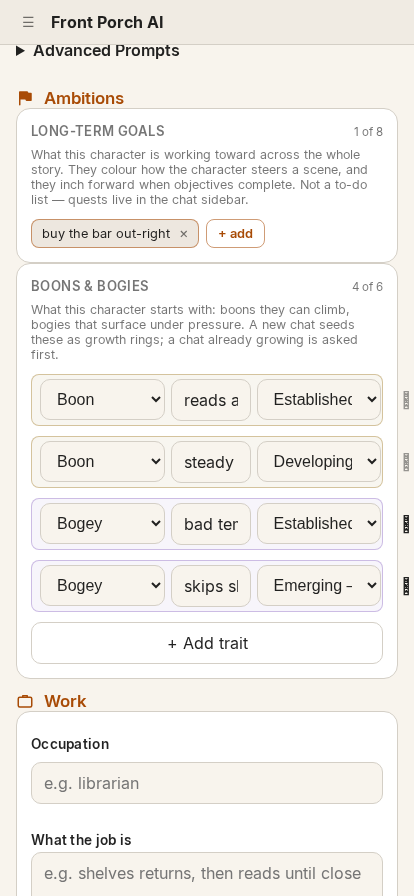 Front Porch AI
Advanced Prompts
Ambitions
LONG-TERM GOALS 1 of 8
What this character is working toward across the whole
story. They colour how the character steers a scene, and
they inch forward when objectives complete. Not a to-do
list — quests live in the chat sidebar.
buy the bar out-right × + add
BOONS & BOGIES 4 of 6
What this character starts with: boons they can climb,
bogies that surface under pressure. A new chat seeds
these as growth rings; a chat already growing is asked
first.
Boon reads a Established
Boon steady Developing
Bogey bad ter Established
Bogey skips sl Emerging –
+ Add trait
Work
Occupation
e.g. librarian
What the job is
e.g. shelves returns, then reads until close